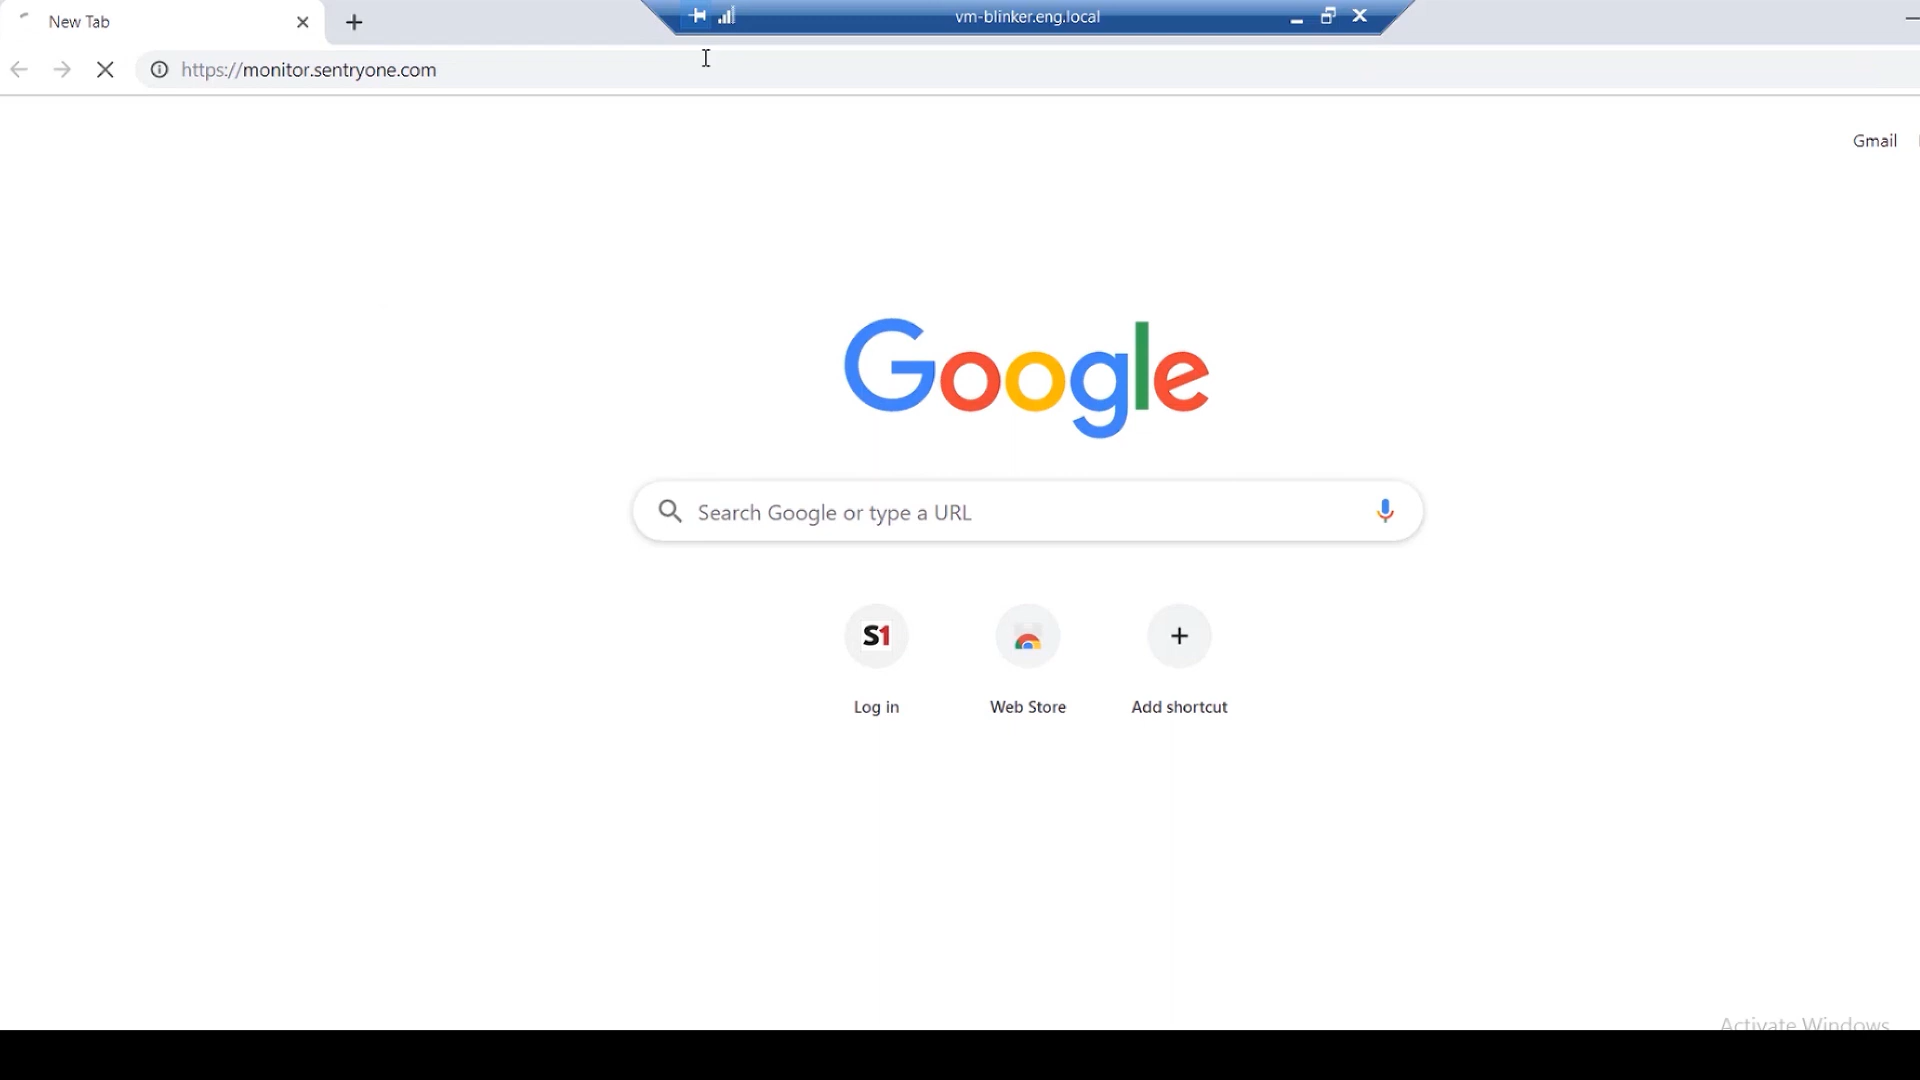 New Tab
vm-blinker.eng.local
https://monitor.sentryone.com
Gmail
Google
Search Google or type a URL
S1
Log in
Web Store
Add shortcut
Activate Windows